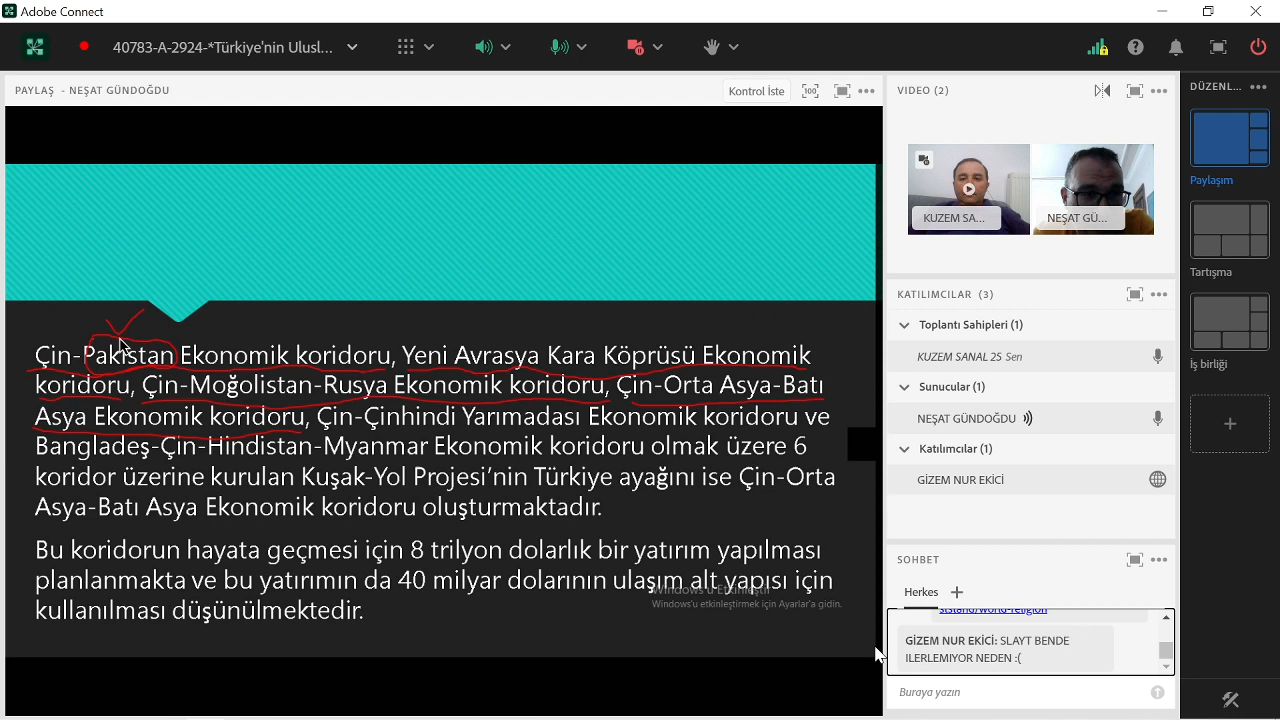 Adobe Connect
40783-A-2924-*Türkiye'nin Ulusl...
PAYLAŞ - NEŞAT GÜNDOĞDU
Kontrol İste
100
Çin-Pakistan Ekonomik koridoru, Yeni Avrasya Kara Köprüsü Ekonomik
koridoru, Çin-Moğolistan-Rusya Ekonomik koridoru, Çin-Orta Asya-Batı
Asya Ekonomik koridoru, Çin-Çinhindi Yarımadası Ekonomik koridoru ve
Bangladeş-Çin-Hindistan-Myanmar Ekonomik koridoru olmak üzere 6
koridor üzerine kurulan Kuşak-Yol Projesi’nin Türkiye ayağını ise Çin-Orta
Asya-Batı Asya Ekonomik koridoru oluşturmaktadır.
Bu koridorun hayata geçmesi için 8 trilyon dolarlık bir yatırım yapılması
planlanmakta ve bu yatırımın da 40 milyar dolarının ulaşım alt yapısı için
kullanılması düşünülmektedir.
Windows'u Etkinleştir
Windows'u etkinleştirmek için Ayarlar'a gidin.
VIDEO (2)
KUZEM SA...
NEŞAT GÜ...
KATILIMCILAR (3)
Toplantı Sahipleri (1)
KUZEM SANAL 25 Sen
Sunucular (1)
NEŞAT GÜNDOĞDU
Katılımcılar (1)
GİZEM NUR EKİCİ
SOHBET
Herkes
ststand/world-religion
GİZEM NUR EKİCİ: SLAYT BENDE
ILERLEMIYOR NEDEN :(
Buraya yazın
DÜZENL...
Paylaşım
Tartışma
İş birliği